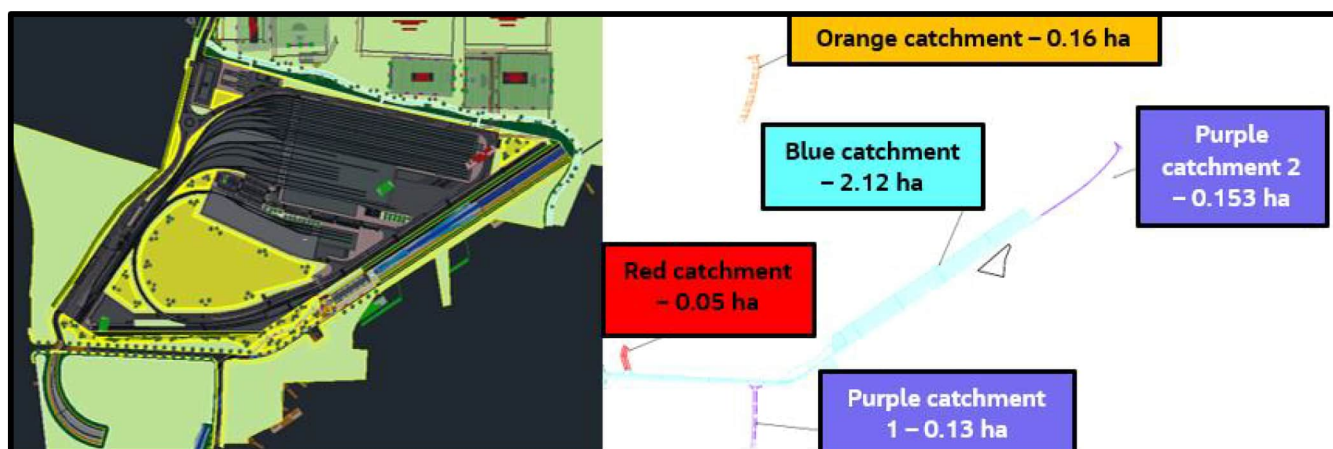 Orange catchment – 0.16 ha
Blue catchment
– 2.12 ha
Purple
catchment 2
– 0.153 ha
Red catchment
– 0.05 ha
Purple catchment
1 – 0.13 ha